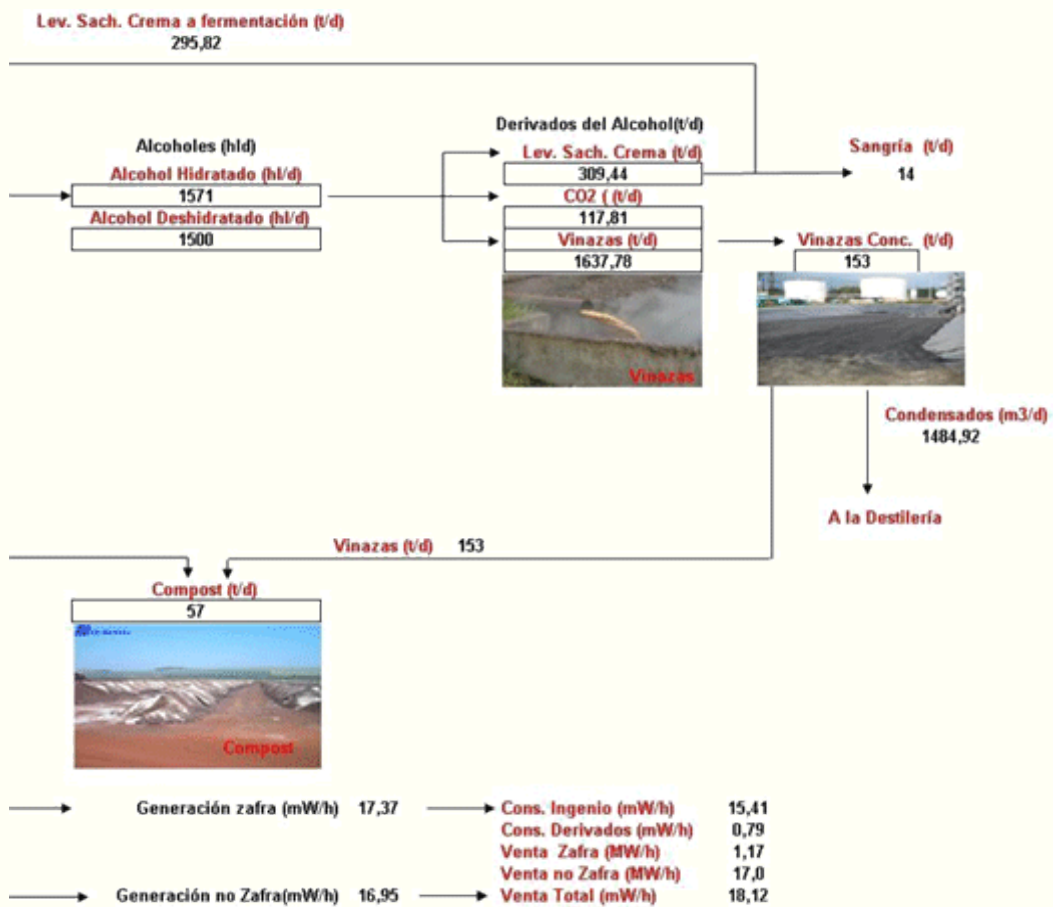 Lev. Sach. Crema a fermentación (t/d)
295,82
Alcoholes (hld)
Alcohol Hidratado (hl/d)
1571
Alcohol Deshidratado (hl/d)
1500
Derivados del Alcohol(t/d)
Lev. Sach. Crema (t/d)
309,44
CO2 ( (t/d)
117,81
Vinazas (t/d)
1637,78
Vinazas
Sangría (t/d)
14
Vinazas Conc. (t/d)
153
Condensados (m3/d)
1484,92
A la Destilería
Vinazas (t/d) 153
Compost (t/d)
57
Compost
Generación zafra (mW/h) 17,37
Cons. Ingenio (mW/h) 15,41
Cons. Derivados (mW/h) 0,79
Venta Zafra (MW/h) 1,17
Venta no Zafra (MW/h) 17,0
Generación no Zafra(mW/h) 16,95
Venta Total (mW/h) 18,12